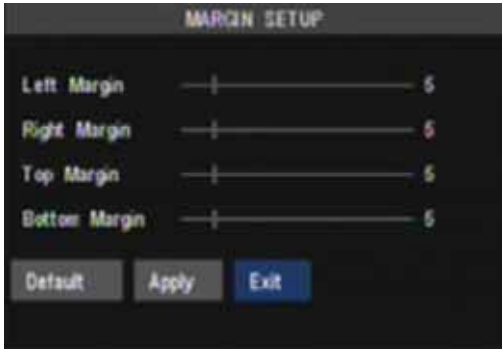 MARGIN SETUP
Left Margin 5
Right Margin 5
Top Margin 5
Bottom Margin 5
Default Apply Exit